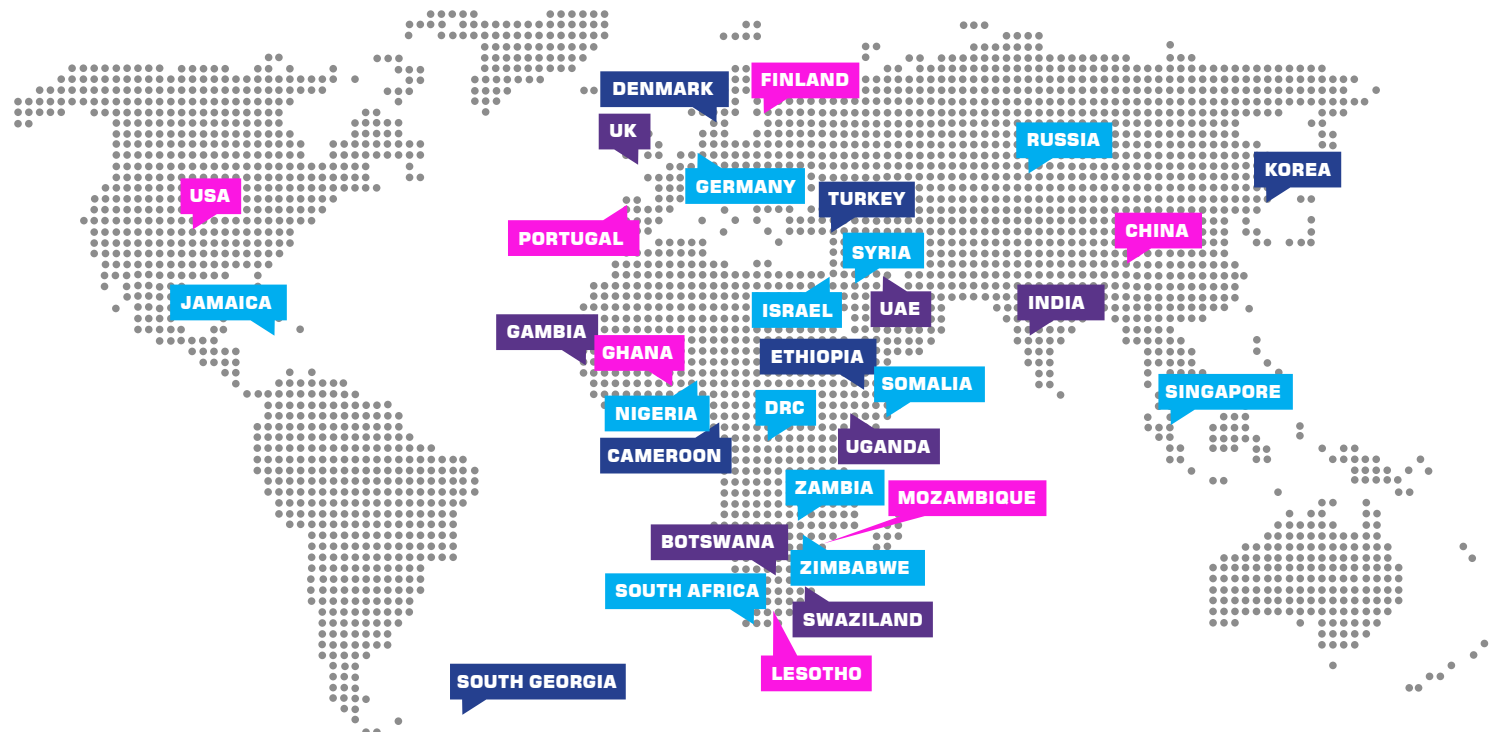 DENMARK
FINLAND
UK
RUSSIA
KOREA
GERMANY
USA
TURKEY
PORTUGAL
CHINA
SYRIA
JAMAICA
ISRAEL
UAE
INDIA
GAMBIA
GHANA
ETHIOPIA
SOMALIA
SINGAPORE
NIGERIA
DRC
CAMEROON
UGANDA
ZAMBIA
MOZAMBIQUE
BOTSWANA
ZIMBABWE
SOUTH AFRICA
SWAZILAND
LESOTHO
SOUTH GEORGIA